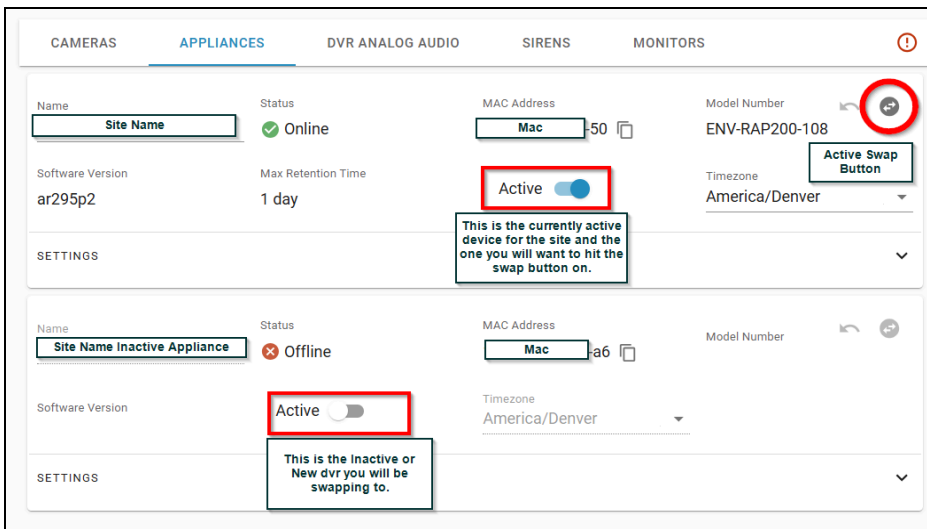 CAMERAS APPLIANCES DVR ANALOG AUDIO SIRENS MONITORS
Name Status MAC Address Model Number
Site Name Online Mac -50 ENV-RAP200-108
Active Swap
Button
Software Version Max Retention Time Active Timezone
ar295p2 1 day America/Denver
This is the currently active
device for the site and the
one you will want to hit the
swap button on.
SETTINGS
Name Status MAC Address Model Number
Site Name Inactive Appliance Offline Mac -a6
Software Version Active Timezone
America/Denver
This is the Inactive or
New dvr you will be
swapping to.
SETTINGS